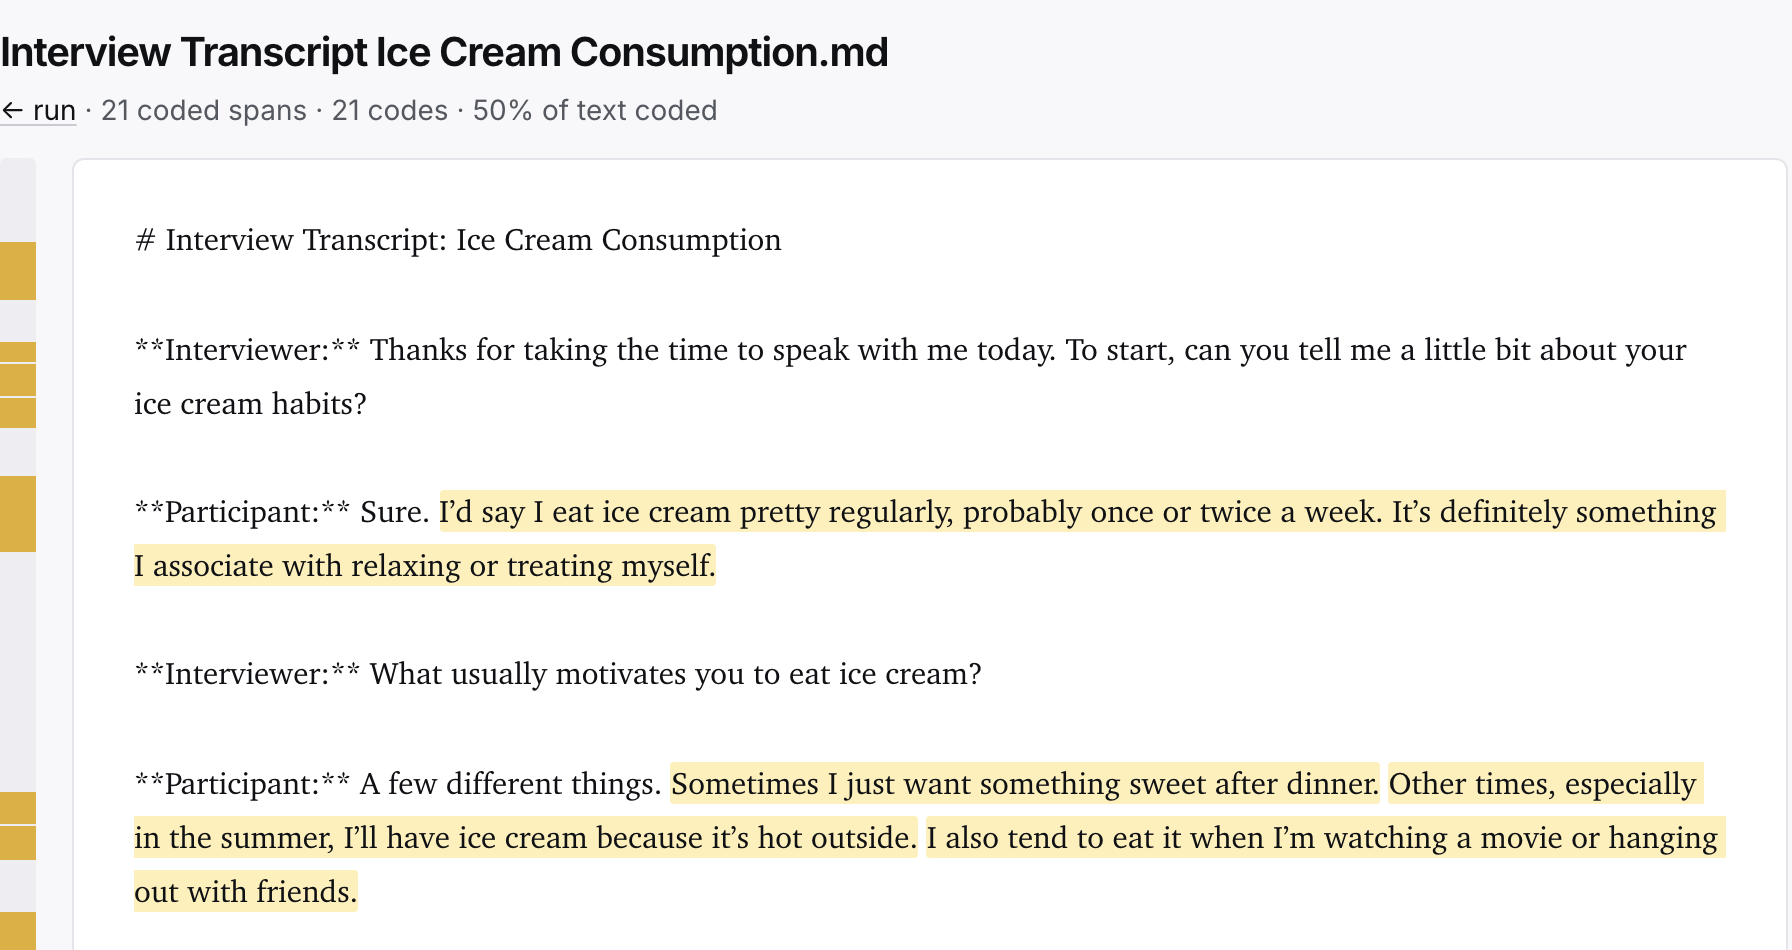 Interview Transcript Ice Cream Consumption.md
← run · 21 coded spans · 21 codes · 50% of text coded
# Interview Transcript: Ice Cream Consumption
**Interviewer:** Thanks for taking the time to speak with me today. To start, can you tell me a little bit about your
ice cream habits?
**Participant:** Sure. I’d say I eat ice cream pretty regularly, probably once or twice a week. It’s definitely something
I associate with relaxing or treating myself.
**Interviewer:** What usually motivates you to eat ice cream?
**Participant:** A few different things. Sometimes I just want something sweet after dinner. Other times, especially
in the summer, I’ll have ice cream because it’s hot outside. I also tend to eat it when I’m watching a movie or hanging
out with friends.